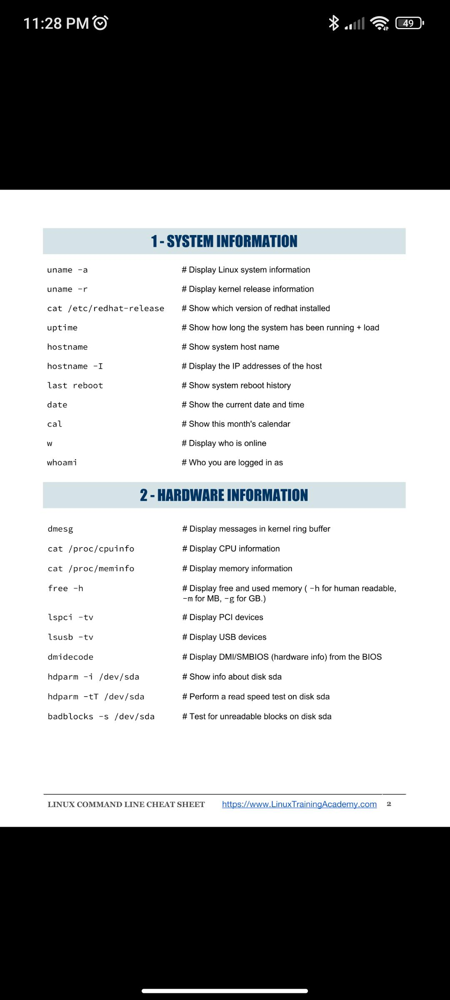 11:28 PM
49
1 - SYSTEM INFORMATION
uname -a # Display Linux system information
uname -r # Display kernel release information
cat /etc/redhat-release # Show which version of redhat installed
uptime # Show how long the system has been running + load
hostname # Show system host name
hostname -I # Display the IP addresses of the host
last reboot # Show system reboot history
date # Show the current date and time
cal # Show this month's calendar
w # Display who is online
whoami # Who you are logged in as
2 - HARDWARE INFORMATION
dmesg # Display messages in kernel ring buffer
cat /proc/cpuinfo # Display CPU information
cat /proc/meminfo # Display memory information
free -h # Display free and used memory ( -h for human readable,
-m for MB, -g for GB.)
lspci -tv # Display PCI devices
lsusb -tv # Display USB devices
dmidecode # Display DMI/SMBIOS (hardware info) from the BIOS
hdparm -i /dev/sda # Show info about disk sda
hdparm -tT /dev/sda # Perform a read speed test on disk sda
badblocks -s /dev/sda # Test for unreadable blocks on disk sda
LINUX COMMAND LINE CHEAT SHEET https://www.LinuxTrainingAcademy.com 2